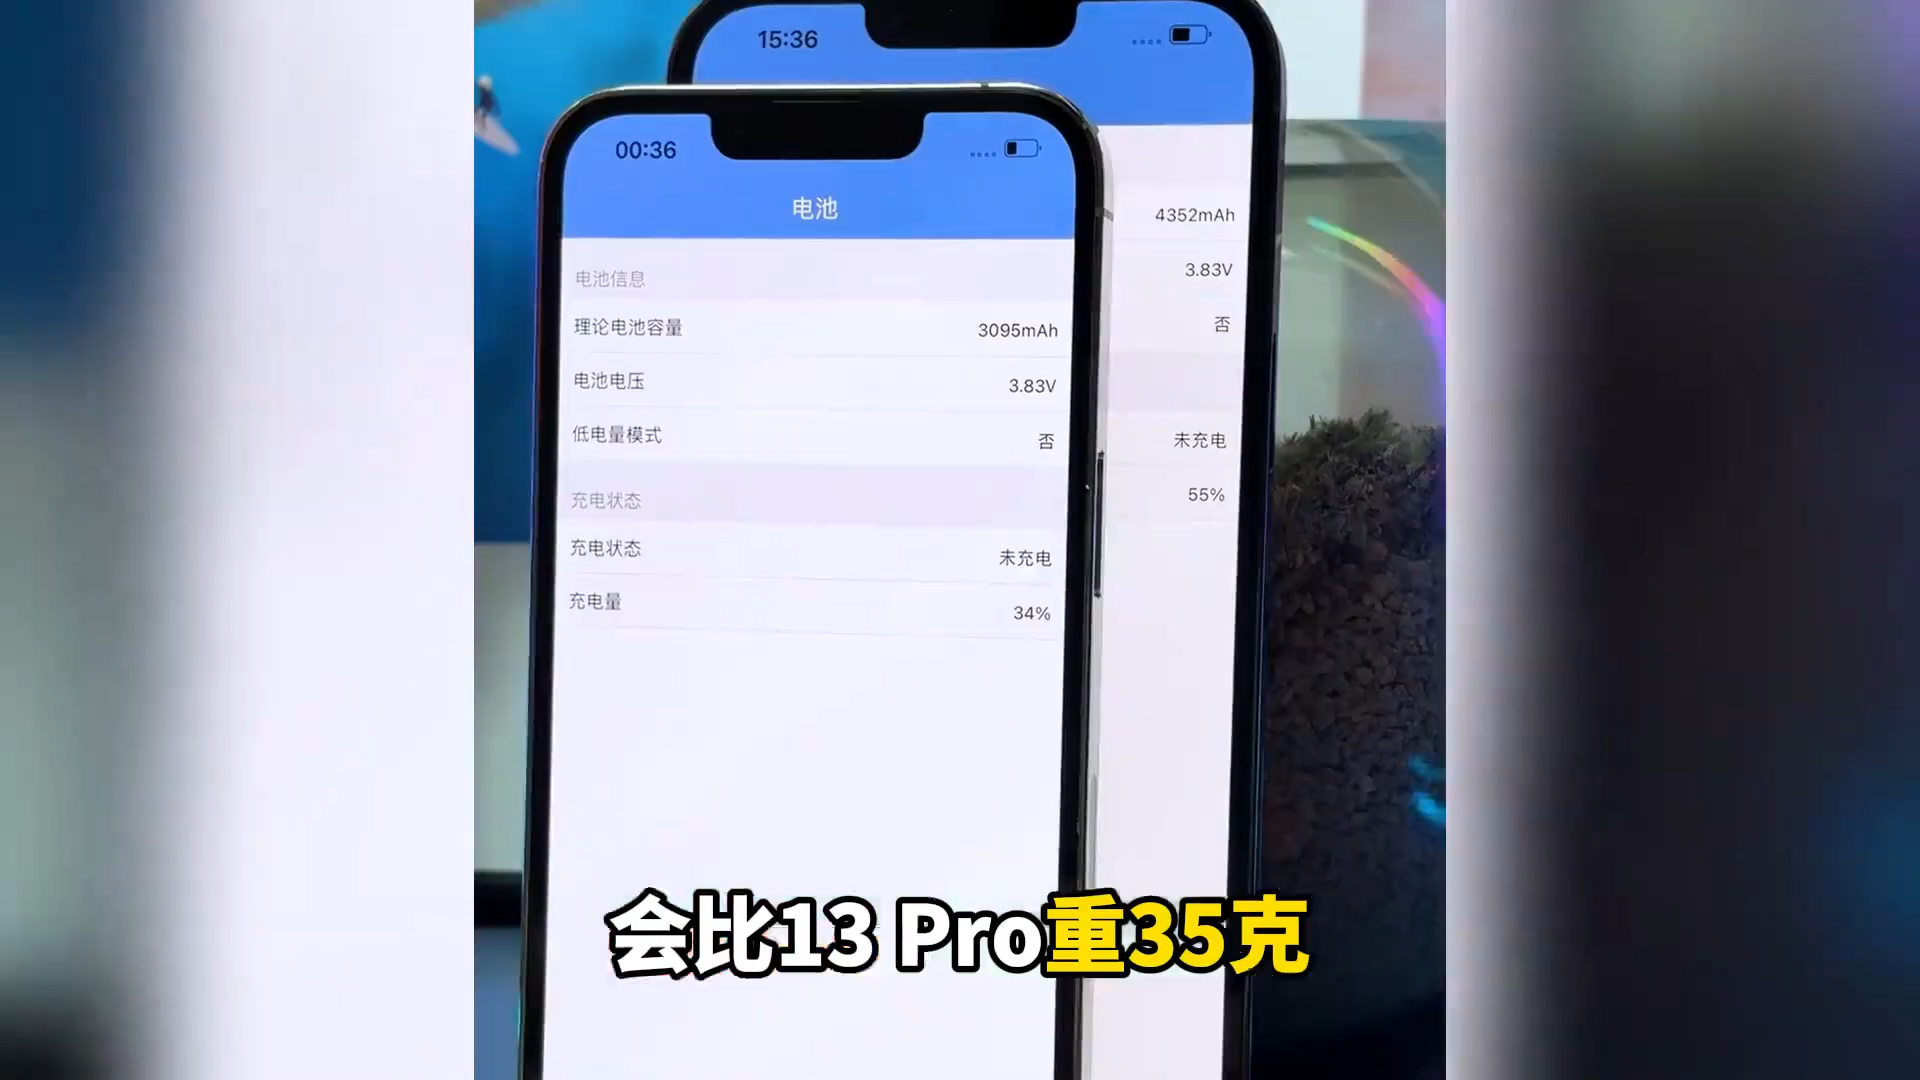 15:36
4352mAh
3.83V
否
未充电
55%
00:36
电池
电池信息
理论电池容量 3095mAh
电池电压 3.83V
低电量模式 否
充电状态
充电状态 未充电
充电量 34%
会比13 Pro重35克